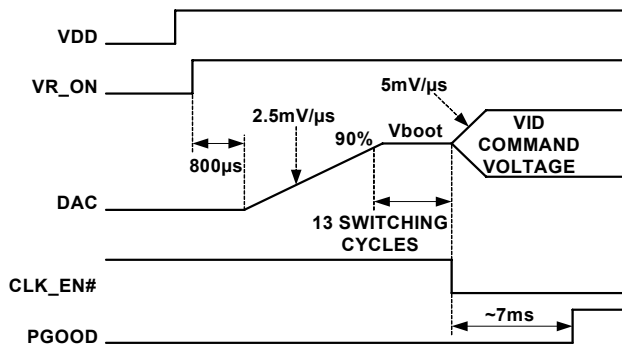 VDD
VR_ON
5mV/µs
2.5mV/µs
90%
Vboot
VID
COMMAND
VOLTAGE
800µs
DAC
13 SWITCHING
CYCLES
CLK_EN#
~7ms
PGOOD